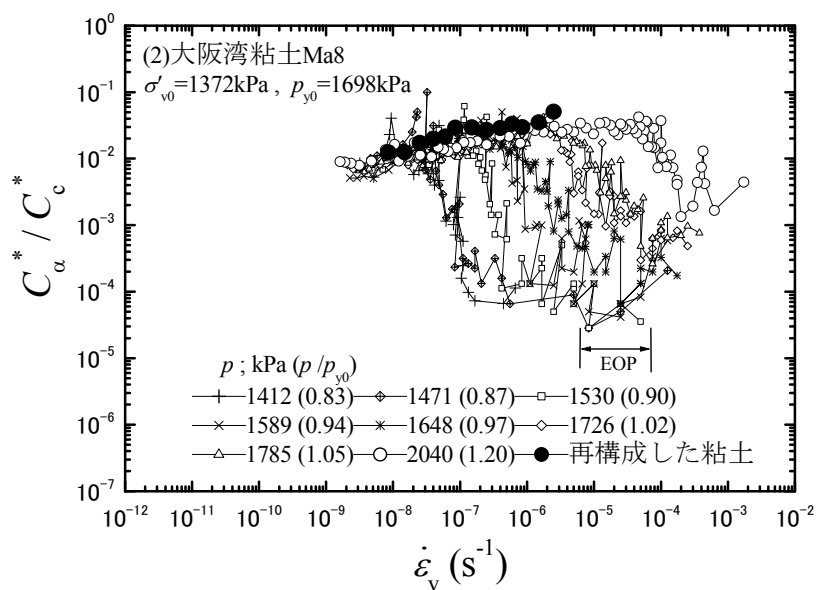 10¹
(2)大阪湾粘土Ma8
10⁰
σ'v0=1372kPa , py0=1698kPa
10⁻¹
10⁻²
10⁻³
Cα* / Cc*
10⁻⁴
10⁻⁵
EOP
p ; kPa (p /py0)
1412 (0.83) 1471 (0.87) 1530 (0.90)
10⁻⁶
1589 (0.94) 1648 (0.97) 1726 (1.02)
1785 (1.05) 2040 (1.20) 再構成した粘土
10⁻⁷
10⁻¹² 10⁻¹¹ 10⁻¹⁰ 10⁻⁹ 10⁻⁸ 10⁻⁷ 10⁻⁶ 10⁻⁵ 10⁻⁴ 10⁻³ 10⁻²
ε̇v (s⁻¹)